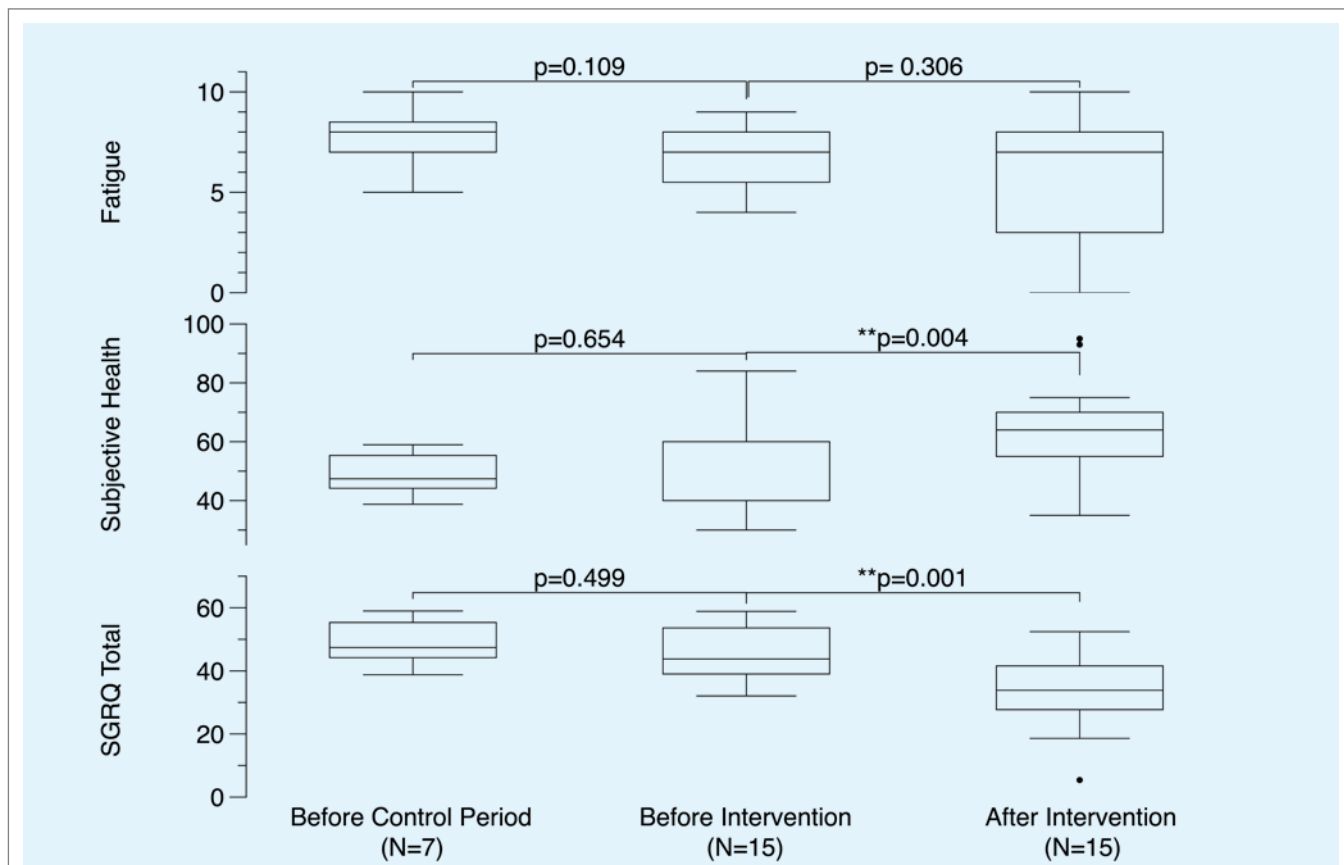 p=0.109
p= 0.306
Fatigue
10
5
0
p=0.654
**p=0.004
Subjective Health
100
80
60
40
p=0.499
**p=0.001
SGRQ Total
60
40
20
0
Before Control Period
(N=7)
Before Intervention
(N=15)
After Intervention
(N=15)